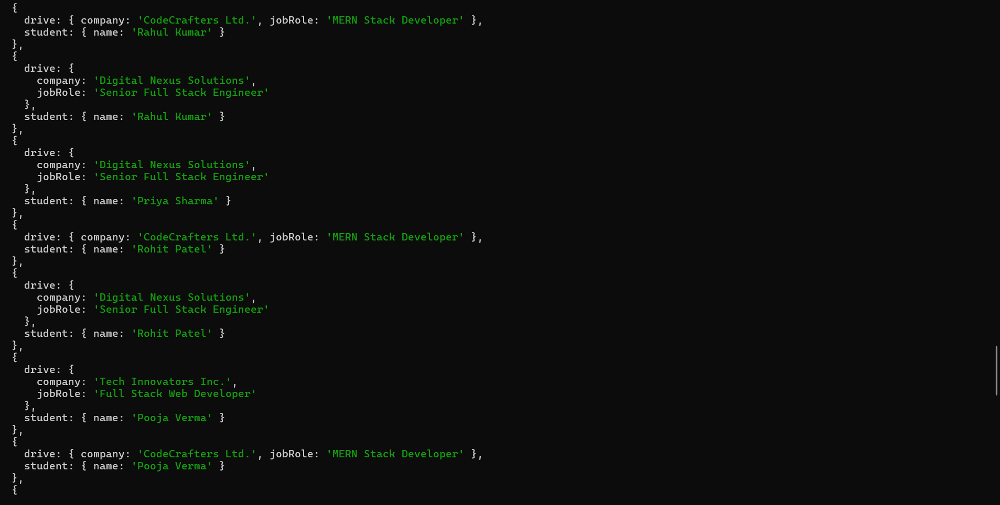 {
  drive: { company: 'CodeCrafters Ltd.', jobRole: 'MERN Stack Developer' },
  student: { name: 'Rahul Kumar' }
},
{
  drive: {
    company: 'Digital Nexus Solutions',
    jobRole: 'Senior Full Stack Engineer'
  },
  student: { name: 'Rahul Kumar' }
},
{
  drive: {
    company: 'Digital Nexus Solutions',
    jobRole: 'Senior Full Stack Engineer'
  },
  student: { name: 'Priya Sharma' }
},
{
  drive: { company: 'CodeCrafters Ltd.', jobRole: 'MERN Stack Developer' },
  student: { name: 'Rohit Patel' }
},
{
  drive: {
    company: 'Digital Nexus Solutions',
    jobRole: 'Senior Full Stack Engineer'
  },
  student: { name: 'Rohit Patel' }
},
{
  drive: {
    company: 'Tech Innovators Inc.',
    jobRole: 'Full Stack Web Developer'
  },
  student: { name: 'Pooja Verma' }
},
{
  drive: { company: 'CodeCrafters Ltd.', jobRole: 'MERN Stack Developer' },
  student: { name: 'Pooja Verma' }
},
{